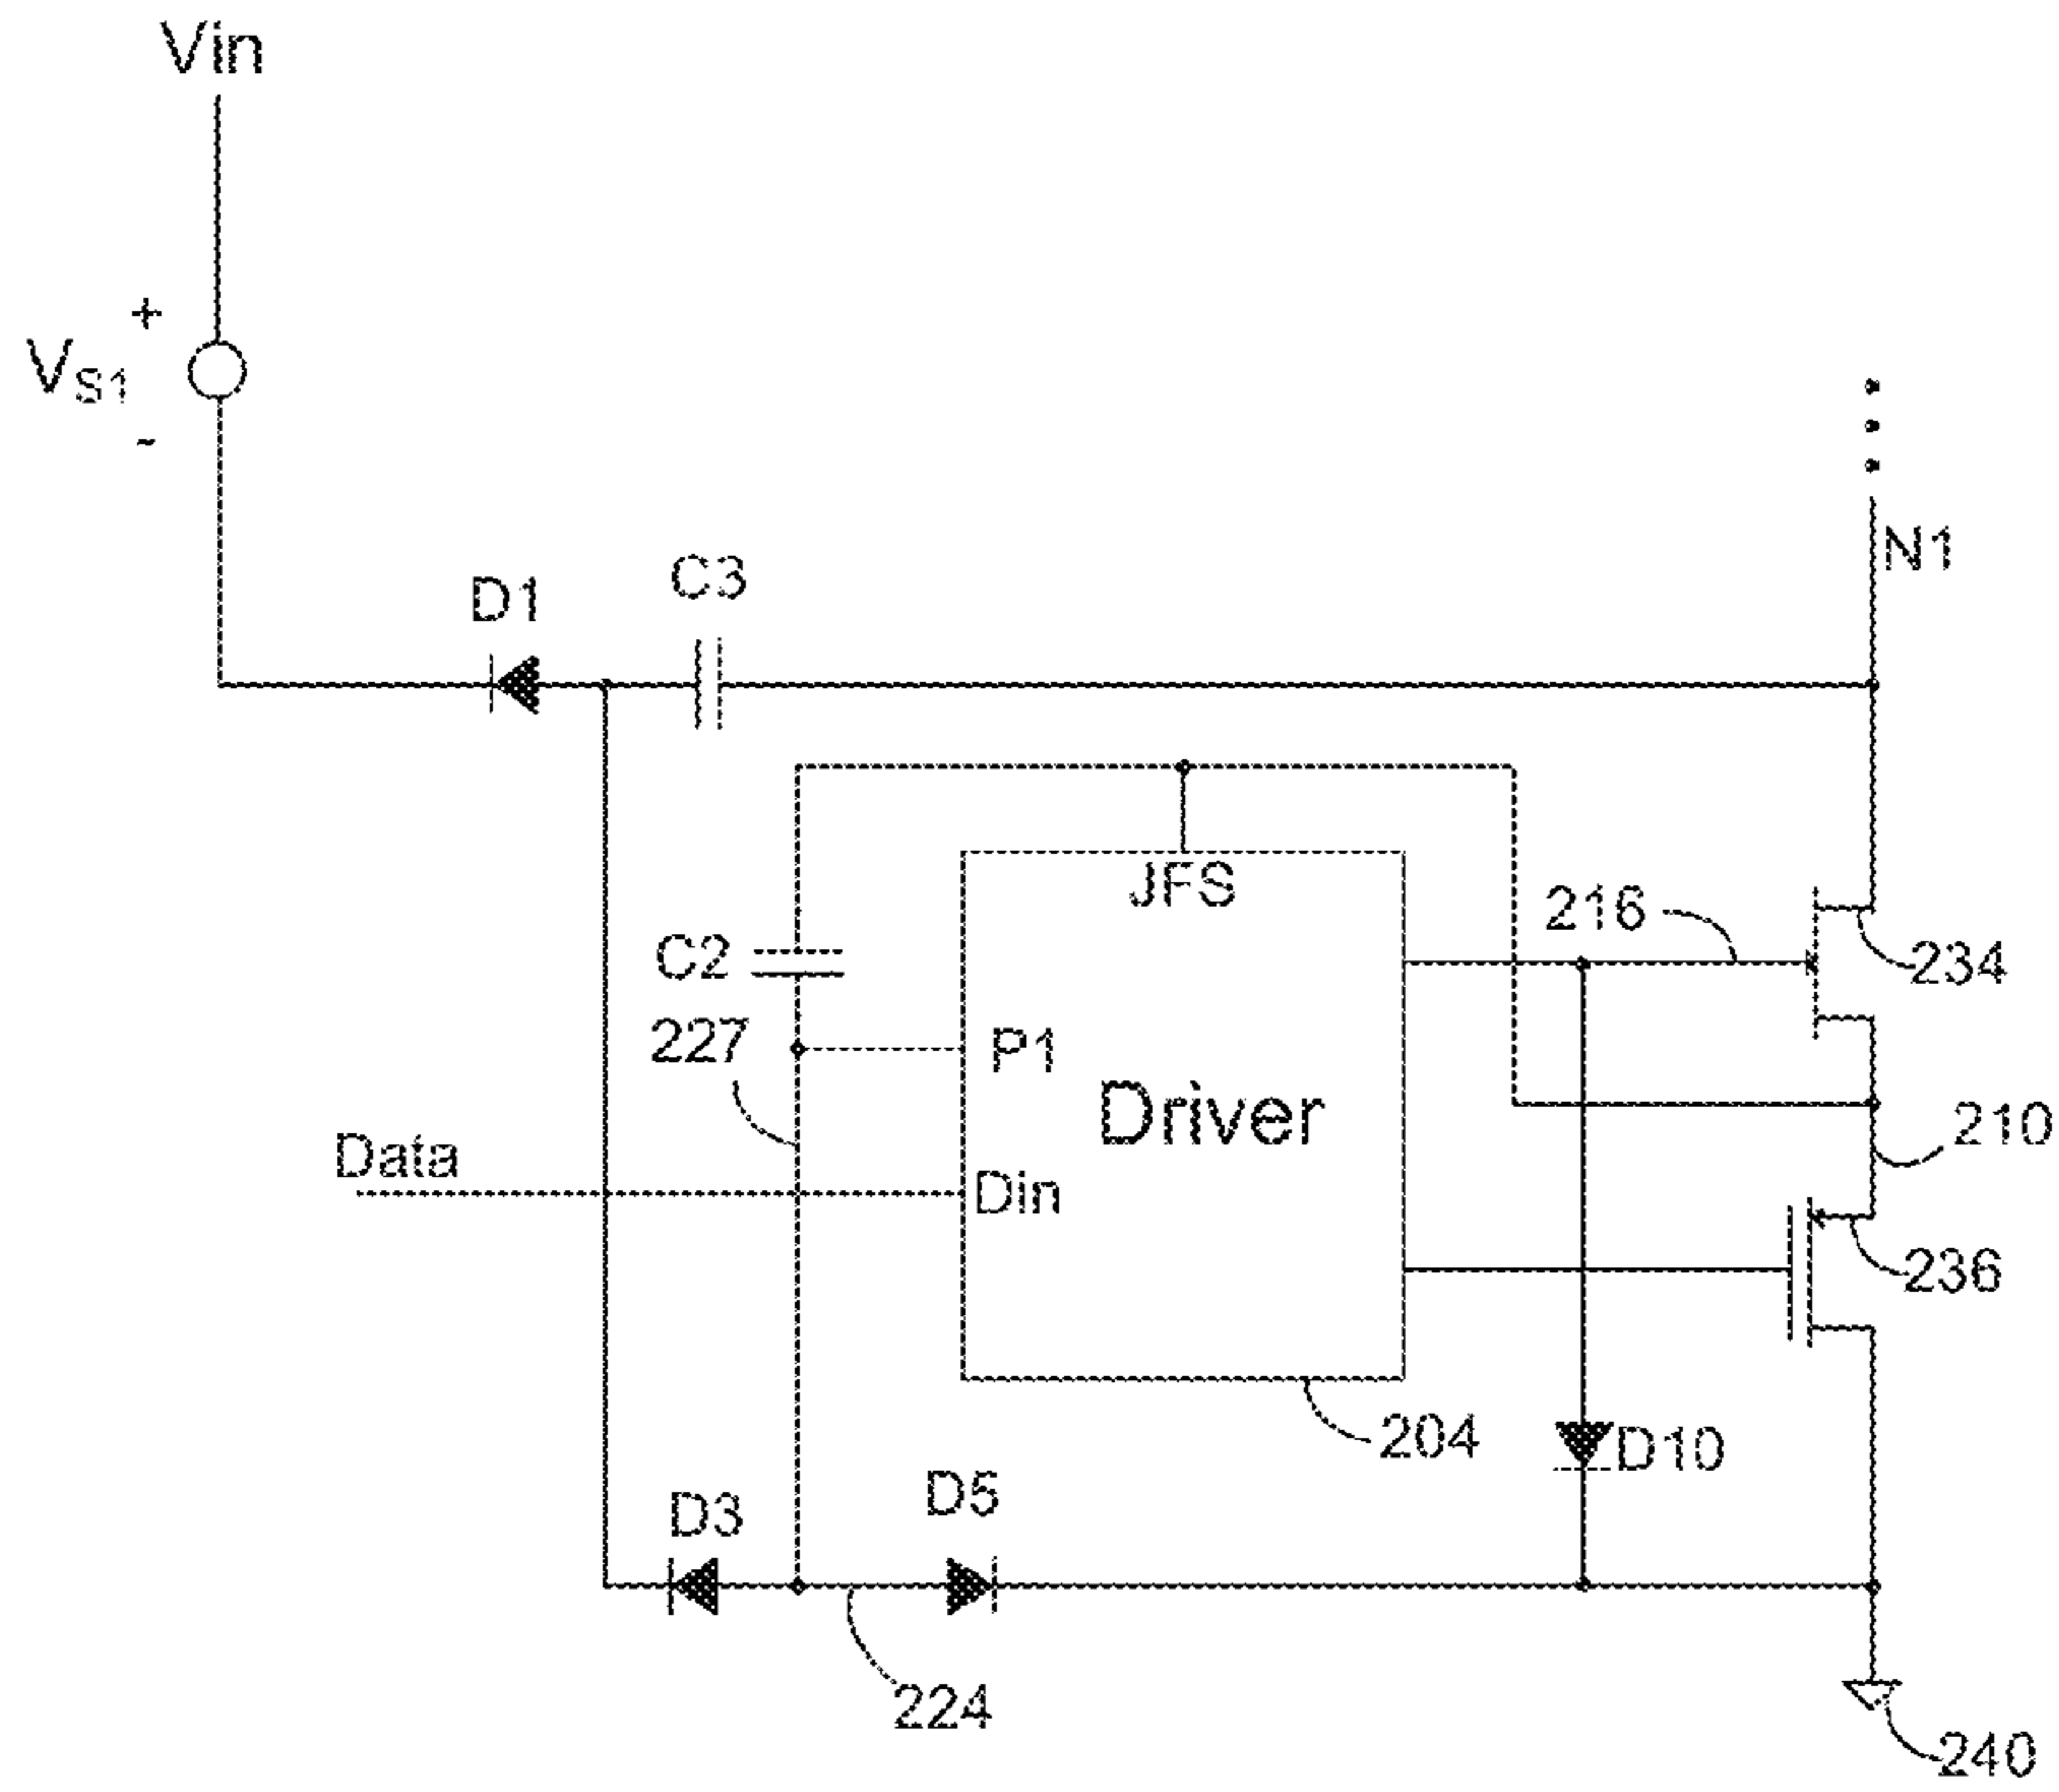 Vin
+
VS1
-
N1
D1
C3
JFS
216
234
C2
227
P1
Driver
210
Data
Din
236
204
D10
D3
D5
224
240